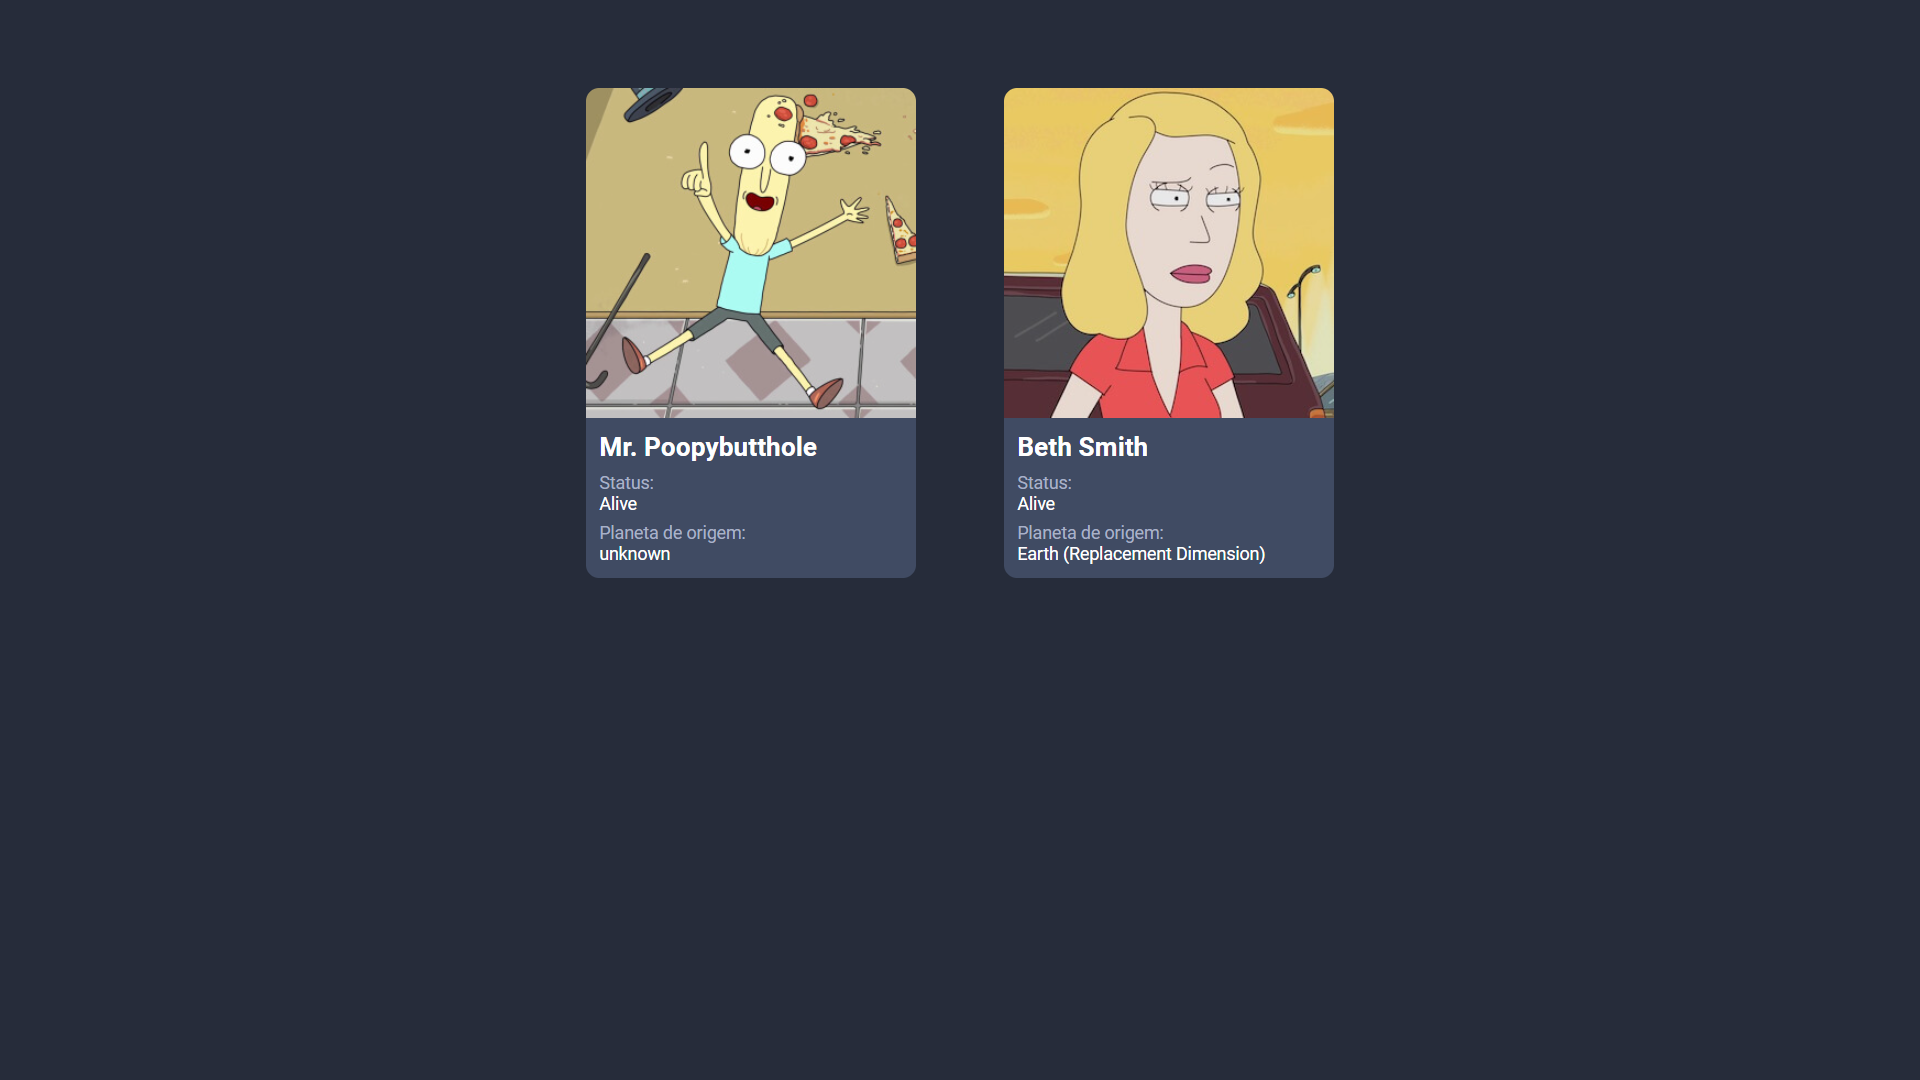 Mr. Poopybutthole
Status:
Alive
Planeta de origem:
unknown
Beth Smith
Status:
Alive
Planeta de origem:
Earth (Replacement Dimension)